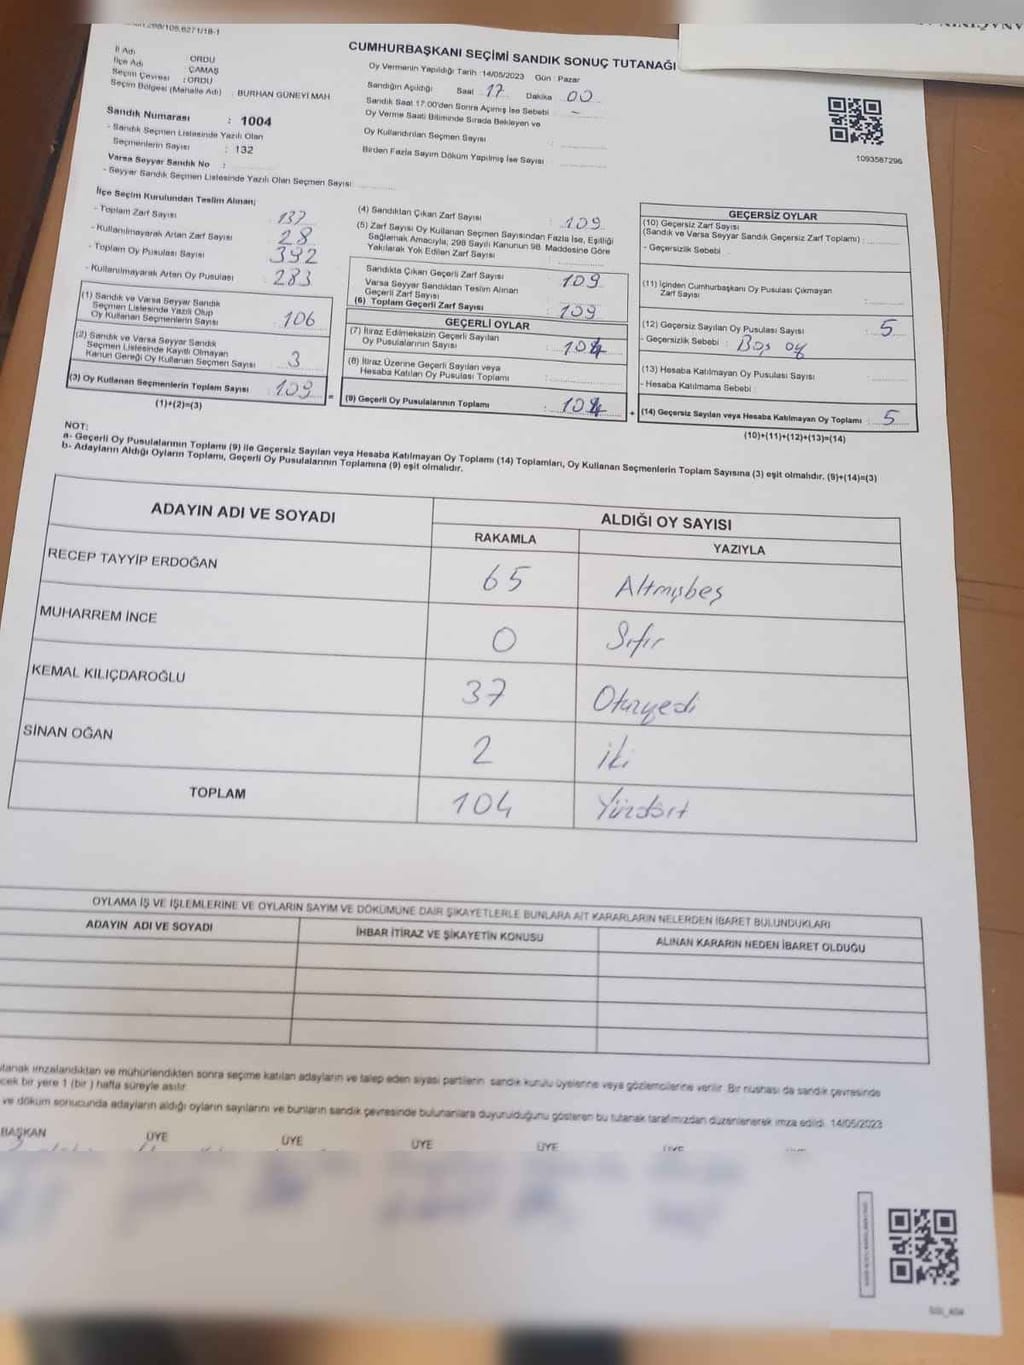 CUMHURBAŞKANI SEÇİMİ SANDIK SONUÇ TUTANAĞI
İl Adı : ORDU
İlçe Adı : ÇAMAŞ
Seçim Çevresi : ORDU
Seçim Bölgesi (Mahalle Adı) : BURHAN GÜNEYİ MAH
Oy Vermenin Yapıldığı Tarih :14/05/2023 Gün : Pazar
Sandığın Açıldığı Saat 17 Dakika 00
Sandık Saat 17:00'den Sonra Açılmış İse Sebebi : -
Oy Verme Saati Bitiminde Sırada Bekleyen ve
Oy Kullandırılan Seçmen Sayısı :
Birden Fazla Sayım Döküm Yapılmış İse Sayısı :
1093587296
Sandık Numarası : 1004
- Sandık Seçmen Listesinde Yazılı Olan
Seçmenlerin Sayısı : 132
Varsa Seyyar Sandık No :
- Seyyar Sandık Seçmen Listesinde Yazılı Olan Seçmen Sayısı:
İlçe Seçim Kurulundan Teslim Alınan;
- Toplam Zarf Sayısı : 137
- Kullanılmayarak Artan Zarf Sayısı : 28
- Toplam Oy Pusulası Sayısı : 392
- Kullanılmayarak Artan Oy Pusulası : 283
(1) Sandık ve Varsa Seyyar Sandık
Seçmen Listesinde Yazılı Olup
Oy Kullanan Seçmenlerin Sayısı : 106
(2) Sandık ve Varsa Seyyar Sandık
Seçmen Listesinde Kayıtlı Olmayan
Kanun Gereği Oy Kullanan Seçmen Sayısı : 3
(3) Oy Kullanan Seçmenlerin Toplam Sayısı : 109
(1)+(2)=(3)
(4) Sandıktan Çıkan Zarf Sayısı : 109
(5) Zarf Sayısı Oy Kullanan Seçmen Sayısından Fazla İse, Eşitliği
Sağlamak Amacıyla; 298 Sayılı Kanunun 98. Maddesine Göre
Yakılarak Yok Edilen Zarf Sayısı :
Sandıkta Çıkan Geçerli Zarf Sayısı : 109
Varsa Seyyar Sandıktan Teslim Alınan
Geçerli Zarf Sayısı
(6) Toplam Geçerli Zarf Sayısı : 109
GEÇERLİ OYLAR
(7) İtiraz Edilmeksizin Geçerli Sayılan
Oy Pusulalarının Sayısı : 104
(8) İtiraz Üzerine Geçerli Sayılan veya
Hesaba Katılan Oy Pusulası Toplamı :
(9) Geçerli Oy Pusulalarının Toplamı : 104
GEÇERSİZ OYLAR
(10) Geçersiz Zarf Sayısı
(Sandık ve Varsa Seyyar Sandık Geçersiz Zarf Toplamı) :
- Geçersizlik Sebebi :
(11) İçinden Cumhurbaşkanı Oy Pusulası Çıkmayan
Zarf Sayısı :
(12) Geçersiz Sayılan Oy Pusulası Sayısı : 5
- Geçersizlik Sebebi : Boş oy
(13) Hesaba Katılmayan Oy Pusulası Sayısı :
- Hesaba Katılmama Sebebi :
(14) Geçersiz Sayılan veya Hesaba Katılmayan Oy Toplamı : 5
(10)+(11)+(12)+(13)=(14)
NOT:
a- Geçerli Oy Pusulalarının Toplamı (9) ile Geçersiz Sayılan veya Hesaba Katılmayan Oy Toplamı (14) Toplamları, Oy Kullanan Seçmenlerin Toplam Sayısına (3) eşit olmalıdır. (9)+(14)=(3)
b- Adayların Aldığı Oyların Toplamı, Geçerli Oy Pusulalarının Toplamına (9) eşit olmalıdır.
ADAYIN ADI VE SOYADI
ALDIĞI OY SAYISI
RAKAMLA YAZIYLA
RECEP TAYYİP ERDOĞAN 65 Altmışbeş
MUHARREM İNCE 0 Sıfır
KEMAL KILIÇDAROĞLU 37 Otuzyedi
SİNAN OĞAN 2 iki
TOPLAM 104 Yüzdört
OYLAMA İŞ VE İŞLEMLERİNE VE OYLARIN SAYIM VE DÖKÜMÜNE DAİR ŞİKAYETLERLE BUNLARA AİT KARARLARIN NELERDEN İBARET BULUNDUKLARI
ADAYIN ADI VE SOYADI İHBAR İTİRAZ VE ŞİKAYETİN KONUSU ALINAN KARARIN NEDEN İBARET OLDUĞU
tanak imzalandıktan ve mühürlendikten sonra seçime katılan adayların ve talep eden siyasi partilerin sandık kurulu üyelerine veya gözlemcilerine verilir. Bir nüshası da sandık çevresinde
cek bir yere 1 (bir ) hafta süreyle asılır.
ve döküm sonucunda adayların aldığı oyların sayılarını ve bunların sandık çevresinde bulunanlara duyurulduğunu gösteren bu tutanak tarafımızdan düzenlenerek imza edildi. 14/05/2023
BAŞKAN ÜYE ÜYE ÜYE ÜYE ÜYE